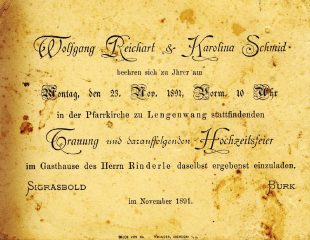 Wolfgang Reichart & Karolina Schmid
beehren sich zu Jhrer am
Montag, den 23. Nov. 1891, Vorm. 10 Uhr
in der Pfarrkirche zu Lengenwang stattfindenden
Trauung und darauffolgenden Hochzeitsfeier
im Gasthause des Herrn Rinderle daselbst ergebenst einzuladen.
SIGRASBOLD BURK
im November 1891.